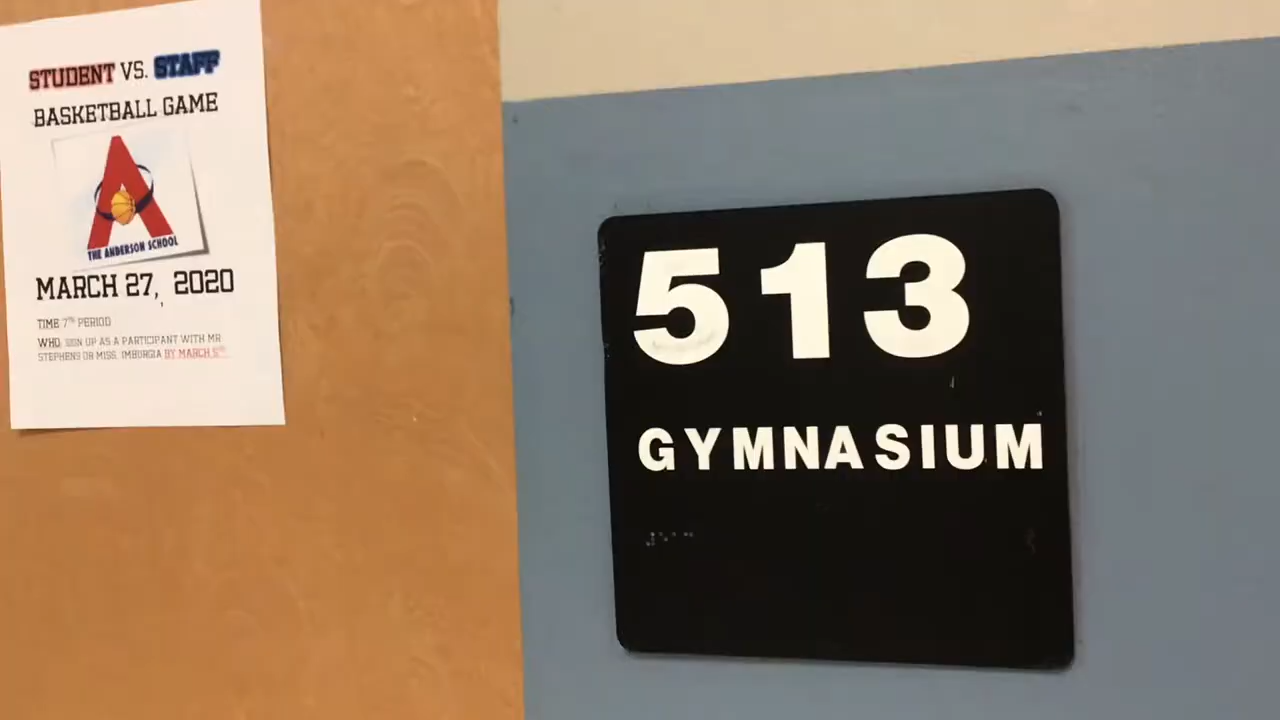 STUDENT VS. STAFF
BASKETBALL GAME
THE ANDERSON SCHOOL
MARCH 27, 2020
TIME 7TH PERIOD
WHO SIGN UP AS A PARTICIPANT WITH MR
STEPHENS OR MISS. IMBURGIA BY MARCH 5TH
513
GYMNASIUM